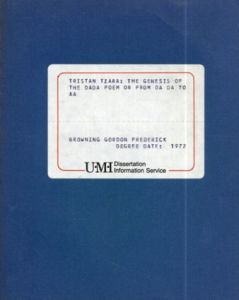 TRISTAN TZARA: THE GENESIS OF
THE DADA POEM OR FROM DA DA TO
AA
BROWNING GORDON FREDERICK
DEGREE DATE: 1972
UMI Dissertation
Information Service